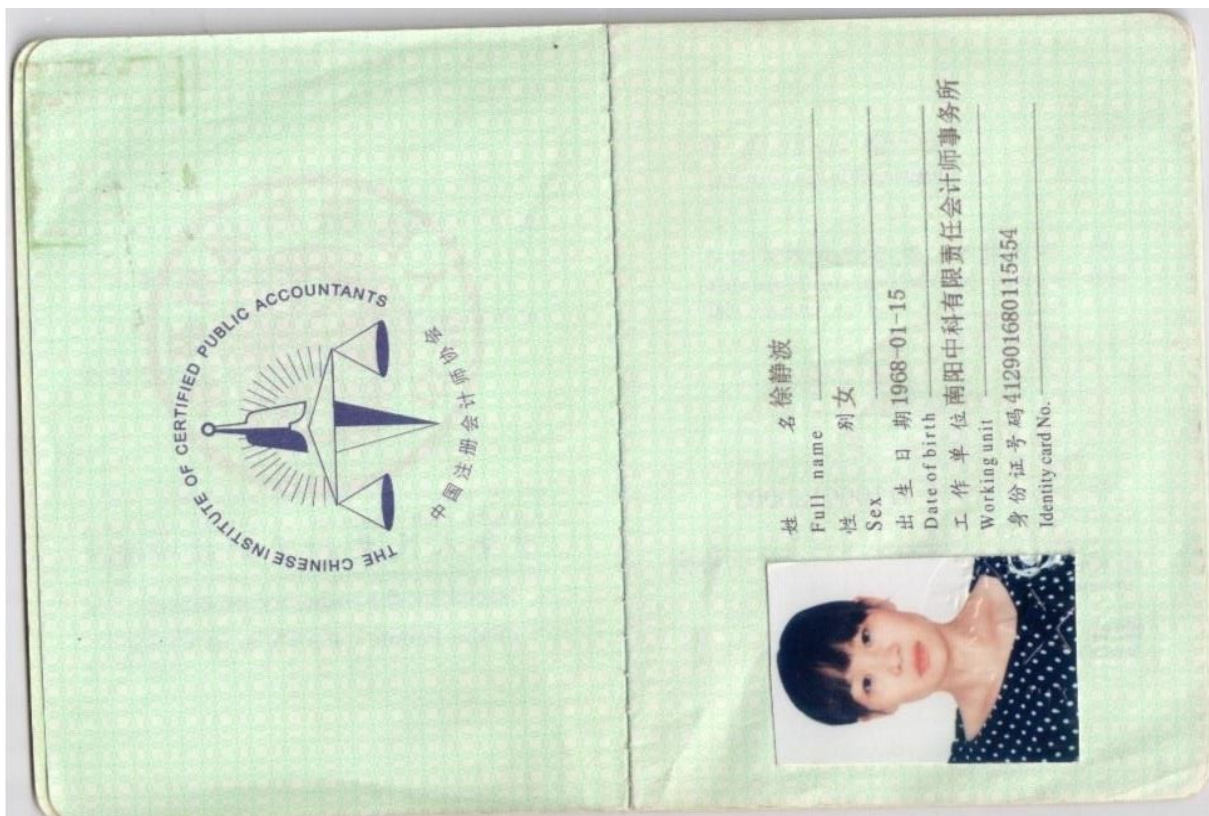 THE CHINESE INSTITUTE OF CERTIFIED PUBLIC ACCOUNTANTS
中国注册会计师协会
姓 名 徐静波
Full name
性 别 女
Sex
出 生 日 期 1968-01-15
Date of birth
工 作 单 位 南阳中科有限责任会计师事务所
Working unit
身份证号码 412901680115454
Identity card No.